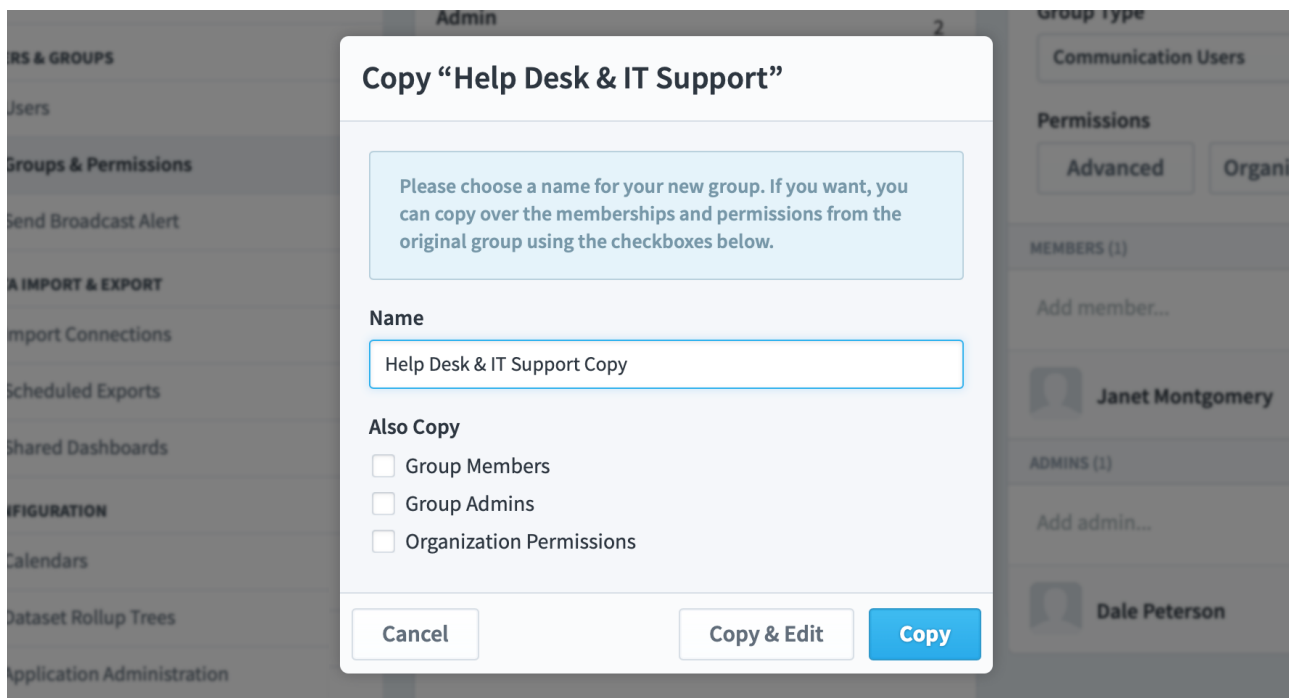 Admin
2
Group Type
Communication Users
Permissions
Advanced
MEMBERS (1)
Add member...
Janet Montgomery
ADMINS (1)
Add admin...
Dale Peterson
RS & GROUPS
Users
Groups & Permissions
Send Broadcast Alert
A IMPORT & EXPORT
mport Connections
Scheduled Exports
Shared Dashboards
NFIGURATION
Calendars
Dataset Rollup Trees
Application Administration
Copy “Help Desk & IT Support”
Please choose a name for your new group. If you want, you
can copy over the memberships and permissions from the
original group using the checkboxes below.
Name
Help Desk & IT Support Copy
Also Copy
Group Members
Group Admins
Organization Permissions
Cancel
Copy & Edit
Copy